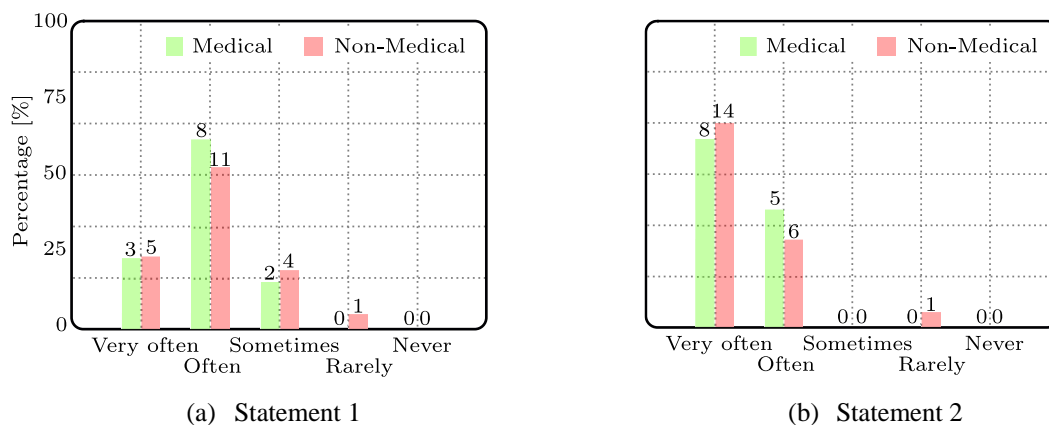 100
75
50
25
0
Percentage [%]
Medical Non-Medical
3 5
8 11
2 4
0 1
0 0
Very often Sometimes Never
Often Rarely
(a) Statement 1
Medical Non-Medical
8 14
5 6
0 0
0 1
0 0
Very often Sometimes Never
Often Rarely
(b) Statement 2